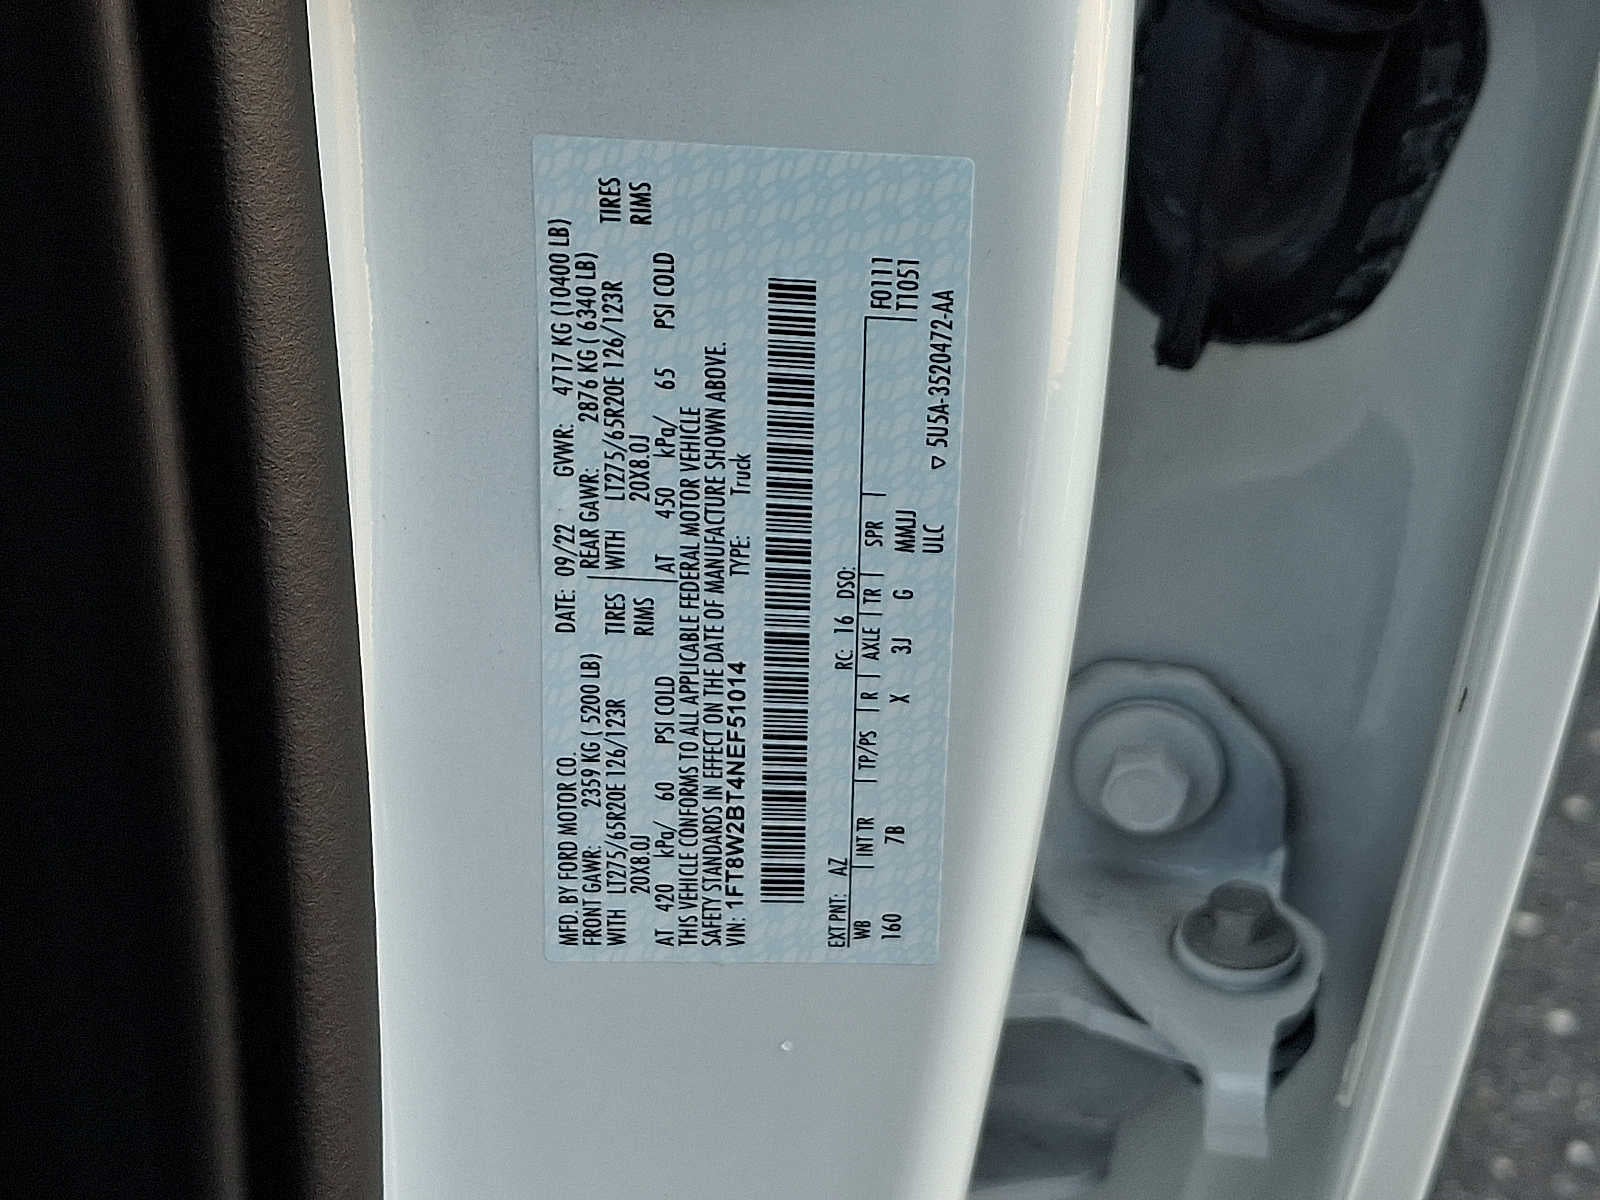 MFD. BY FORD MOTOR CO. DATE: 09/22 GVWR: 4717 KG (10400 LB)
FRONT GAWR: 2359 KG ( 5200 LB) REAR GAWR: 2876 KG ( 6340 LB)
WITH LT275/65R20E 126/123R TIRES WITH LT275/65R20E 126/123R TIRES
20X8.0J RIMS 20X8.0J RIMS
AT 420 kPa/ 60 PSI COLD AT 450 kPa/ 65 PSI COLD
THIS VEHICLE CONFORMS TO ALL APPLICABLE FEDERAL MOTOR VEHICLE
SAFETY STANDARDS IN EFFECT ON THE DATE OF MANUFACTURE SHOWN ABOVE.
VIN: 1FT8W2BT4NEF51014 TYPE: Truck
EXT PNT: AZ RC: 16 DSO:
WB INT TR TP/PS R AXLE TR SPR F0111
160 7B X 3J G MMJJ T1051
ULC ▽ 5U5A-3520472-AA